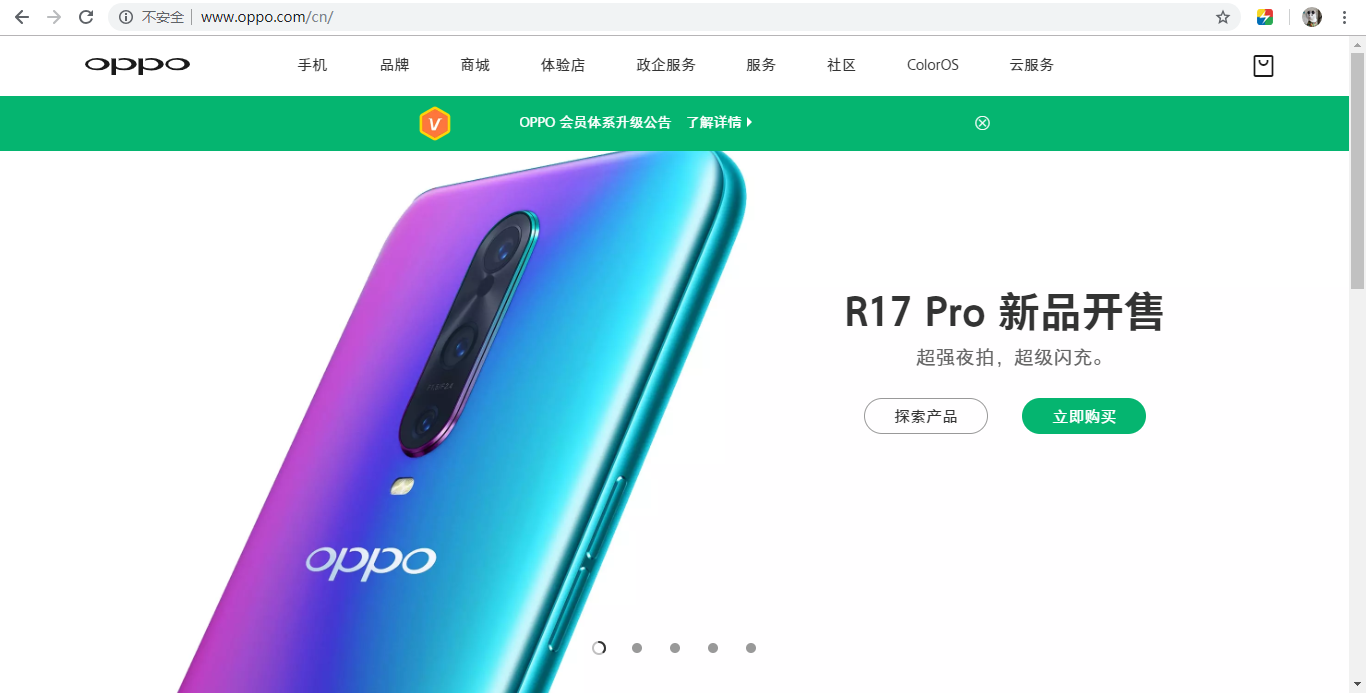 不安全 www.oppo.com/cn/
oppo 手机 品牌 商城 体验店 政企服务 服务 社区 ColorOS 云服务
V OPPO 会员体系升级公告 了解详情
R17 Pro 新品开售
超强夜拍，超级闪充。
探索产品 立即购买
oppo